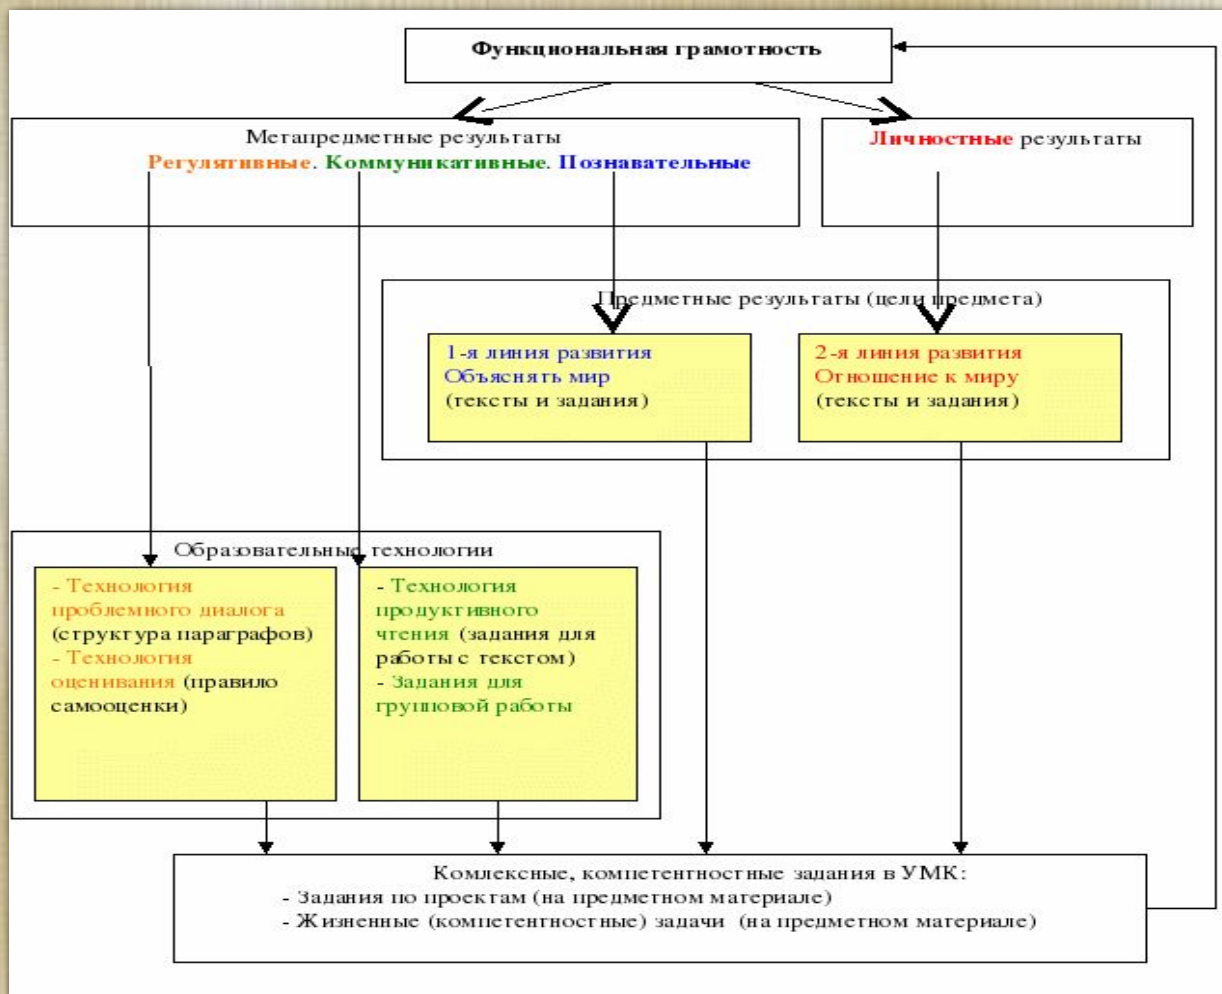 Функциональная грамотность
Метапредметные результаты
Регулятивные. Коммуникативные. Познавательные
Личностные результаты
Предметные результаты (цели предмета)
1-я линия развития
Объяснять мир
(тексты и задания)
2-я линия развития
Отношение к миру
(тексты и задания)
Образовательные технологии
- Технология
проблемного диалога
(структура параграфов)
- Технология
оценивания (правило
самооценки)
- Технология
продуктивного
чтения (задания для
работы с текстом)
- Задания для
групповой работы
Комлексные, компетентностные задания в УМК:
- Задания по проектам (на предметном материале)
- Жизненные (компетентностные) задачи (на предметном материале)